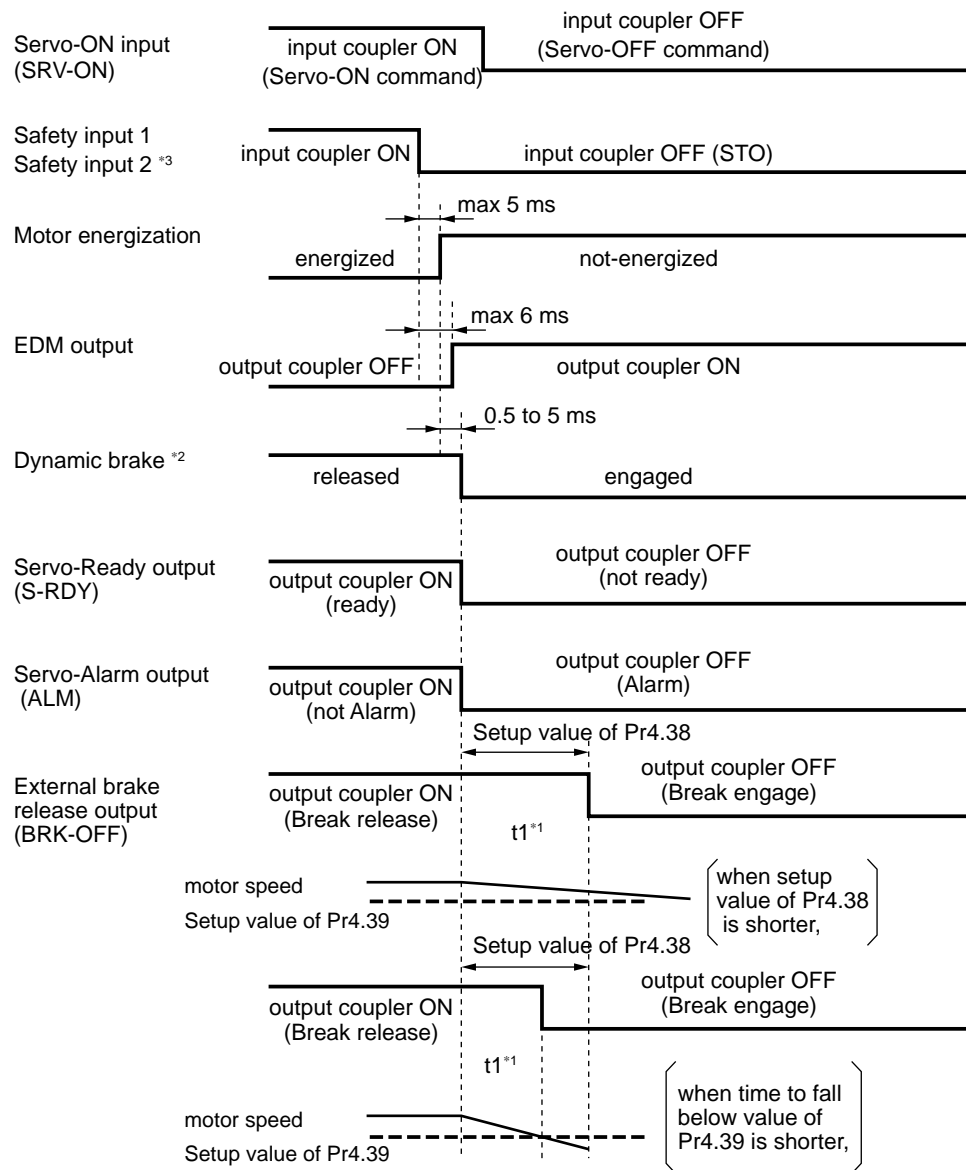 Servo-ON input
(SRV-ON)
input coupler ON
(Servo-ON command)
input coupler OFF
(Servo-OFF command)
Safety input 1
Safety input 2 *3
input coupler ON
input coupler OFF (STO)
max 5 ms
Motor energization
energized
not-energized
max 6 ms
EDM output
output coupler OFF
output coupler ON
0.5 to 5 ms
Dynamic brake *2
released
engaged
Servo-Ready output
(S-RDY)
output coupler ON
(ready)
output coupler OFF
(not ready)
Servo-Alarm output
(ALM)
output coupler ON
(not Alarm)
output coupler OFF
(Alarm)
Setup value of Pr4.38
External brake
release output
(BRK-OFF)
output coupler ON
(Break release)
output coupler OFF
(Break engage)
t1*1
motor speed
Setup value of Pr4.39
when setup
value of Pr4.38
is shorter,
Setup value of Pr4.38
output coupler ON
(Break release)
output coupler OFF
(Break engage)
t1*1
motor speed
Setup value of Pr4.39
when time to fall
below value of
Pr4.39 is shorter,